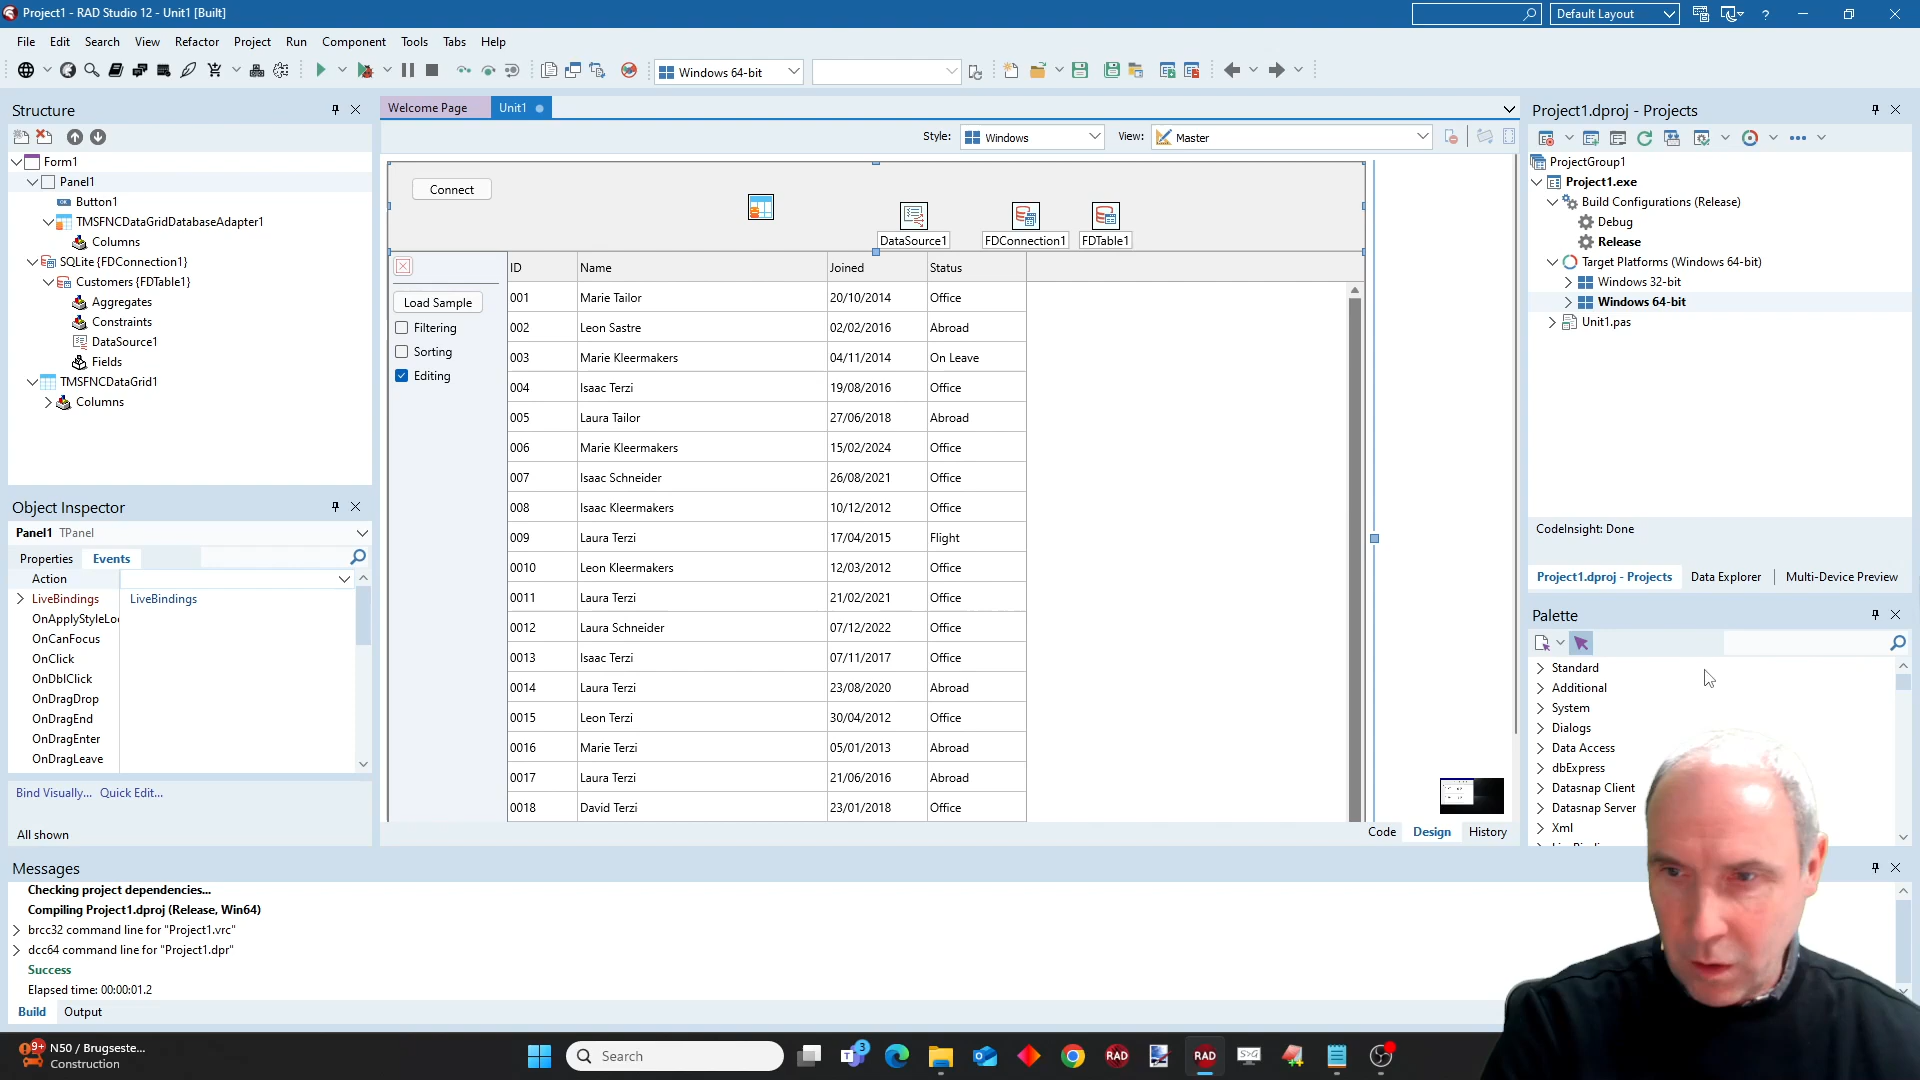 Project1 - RAD Studio 12 - Unit1 [Built]
Default Layout
File Edit Search View Refactor Project Run Component Tools Tabs Help
Windows 64-bit
Structure
Form1
Panel1
Button1
TMSFNCDataGridDatabaseAdapter1
Columns
SQLite {FDConnection1}
Customers {FDTable1}
Aggregates
Constraints
DataSource1
Fields
TMSFNCDataGrid1
Columns
Object Inspector
Panel1 TPanel
Properties Events
Action
LiveBindings LiveBindings
OnApplyStyleLoo
OnCanFocus
OnClick
OnDblClick
OnDragDrop
OnDragEnd
OnDragEnter
OnDragLeave
Bind Visually... Quick Edit...
All shown
Welcome Page Unit1
Style: Windows View: Master
Connect
DataSource1 FDConnection1 FDTable1
Load Sample
Filtering
Sorting
Editing
ID Name Joined Status
001 Marie Tailor 20/10/2014 Office
002 Leon Sastre 02/02/2016 Abroad
003 Marie Kleermakers 04/11/2014 On Leave
004 Isaac Terzi 19/08/2016 Office
005 Laura Tailor 27/06/2018 Abroad
006 Marie Kleermakers 15/02/2024 Office
007 Isaac Schneider 26/08/2021 Office
008 Isaac Kleermakers 10/12/2012 Office
009 Laura Terzi 17/04/2015 Flight
0010 Leon Kleermakers 12/03/2012 Office
0011 Laura Terzi 21/02/2021 Office
0012 Laura Schneider 07/12/2022 Office
0013 Isaac Terzi 07/11/2017 Office
0014 Laura Terzi 23/08/2020 Abroad
0015 Leon Terzi 30/04/2012 Office
0016 Marie Terzi 05/01/2013 Abroad
0017 Laura Terzi 21/06/2016 Abroad
0018 David Terzi 23/01/2018 Office
Code Design History
Project1.dproj - Projects
ProjectGroup1
Project1.exe
Build Configurations (Release)
Debug
Release
Target Platforms (Windows 64-bit)
Windows 32-bit
Windows 64-bit
Unit1.pas
CodeInsight: Done
Project1.dproj - Projects Data Explorer Multi-Device Preview
Palette
Standard
Additional
System
Dialogs
Data Access
dbExpress
Datasnap Client
Datasnap Server
Xml
Messages
Checking project dependencies...
Compiling Project1.dproj (Release, Win64)
brcc32 command line for "Project1.vrc"
dcc64 command line for "Project1.dpr"
Success
Elapsed time: 00:00:01.2
Build Output
9+
N50 / Brugseste...
Construction
Search
3
RAD
RAD